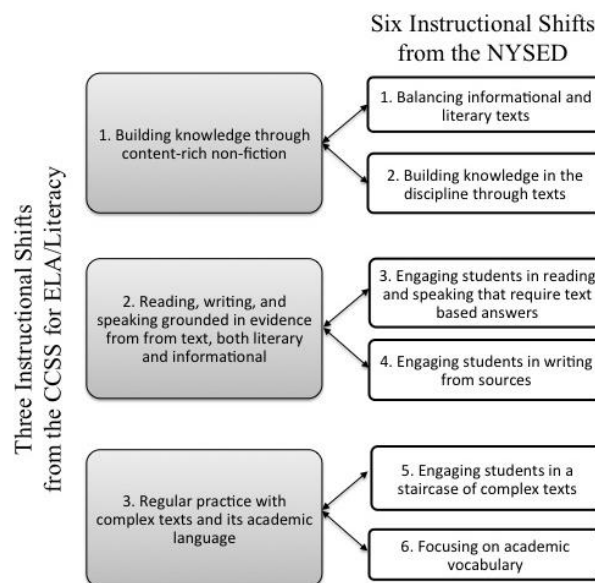 Six Instructional Shifts
from the NYSED
Three Instructional Shifts
from the CCSS for ELA/Literacy
1. Building knowledge through
content-rich non-fiction
1. Balancing informational and
literary texts
2. Building knowledge in the
discipline through texts
2. Reading, writing, and
speaking grounded in evidence
from from text, both literary
and informational
3. Engaging students in reading
and speaking that require text
based answers
4. Engaging students in writing
from sources
3. Regular practice with
complex texts and its academic
language
5. Engaging students in a
staircase of complex texts
6. Focusing on academic
vocabulary